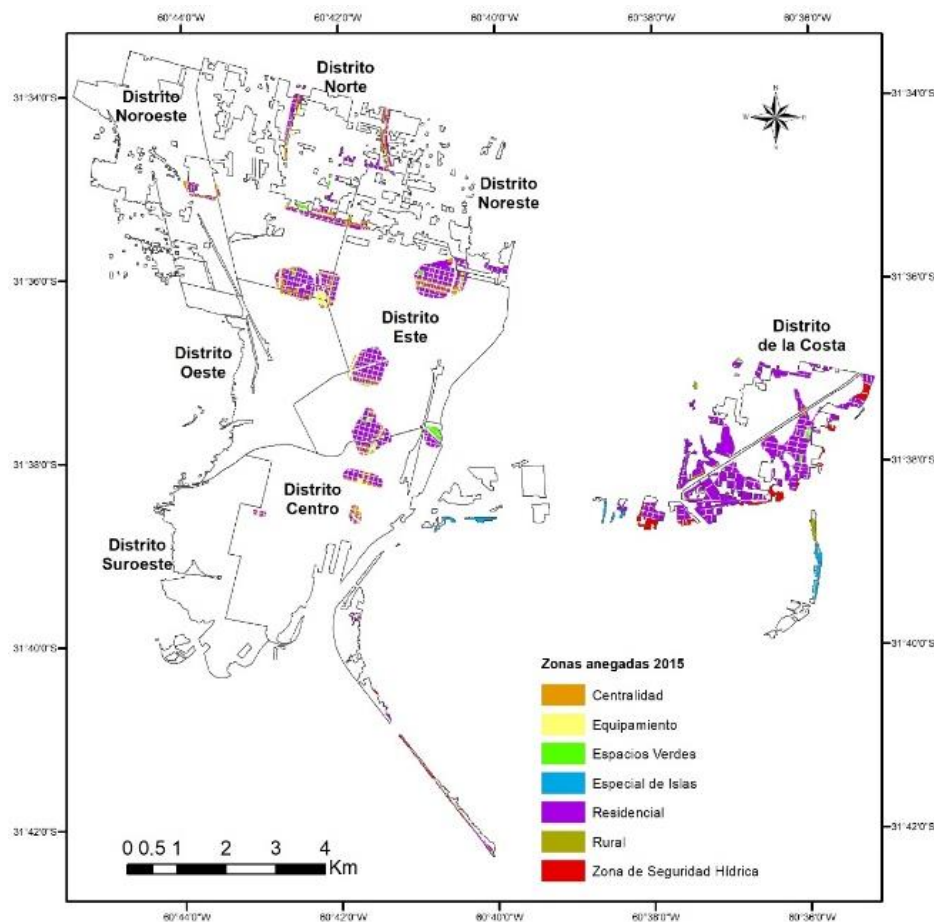 60°44'0"W 60°42'0"W 60°40'0"W 60°38'0"W 60°36'0"W
31°34'0"S
31°36'0"S
31°38'0"S
31°40'0"S
31°42'0"S
Distrito
Noroeste
Distrito
Norte
Distrito
Noreste
Distrito
Este
Distrito
Oeste
Distrito
de la Costa
Distrito
Centro
Distrito
Suroeste
Zonas anegadas 2015
Centralidad
Equipamiento
Espacios Verdes
Especial de Islas
Residencial
Rural
Zona de Seguridad Hídrica
0 0.5 1 2 3 4
Km
31°34'0"S
31°36'0"S
31°38'0"S
31°40'0"S
31°42'0"S
60°44'0"W 60°42'0"W 60°40'0"W 60°38'0"W 60°36'0"W